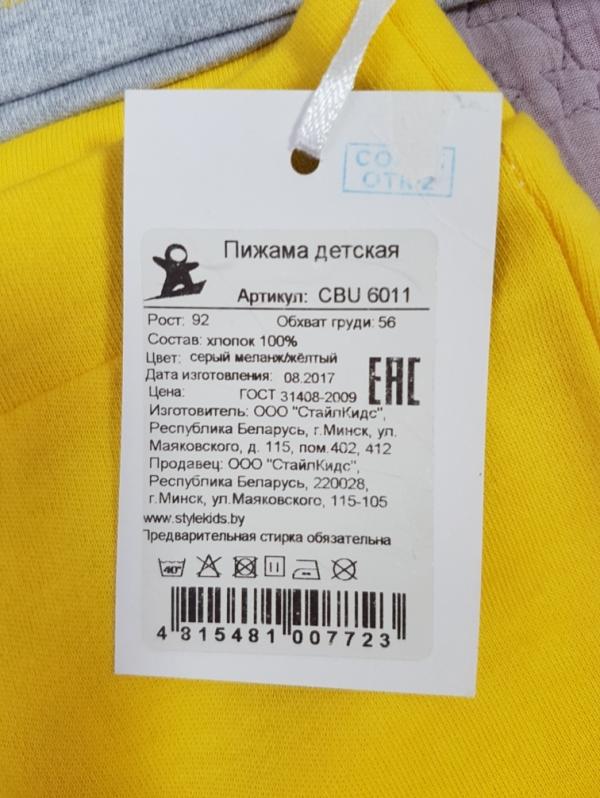 Пижама детская
Артикул: CBU 6011
Рост: 92 Обхват груди: 56
Состав: хлопок 100%
Цвет: серый меланж/жёлтый
Дата изготовления: 08.2017
Цена: ГОСТ 31408-2009
ЕАС
Изготовитель: ООО "СтайлКидс",
Республика Беларусь, г.Минск, ул.
Маяковского, д. 115, пом.402, 412
Продавец: ООО "СтайлКидс",
Республика Беларусь, 220028,
г.Минск, ул.Маяковского, 115-105
www.stylekids.by
Предварительная стирка обязательна
40°
4 815481 007723